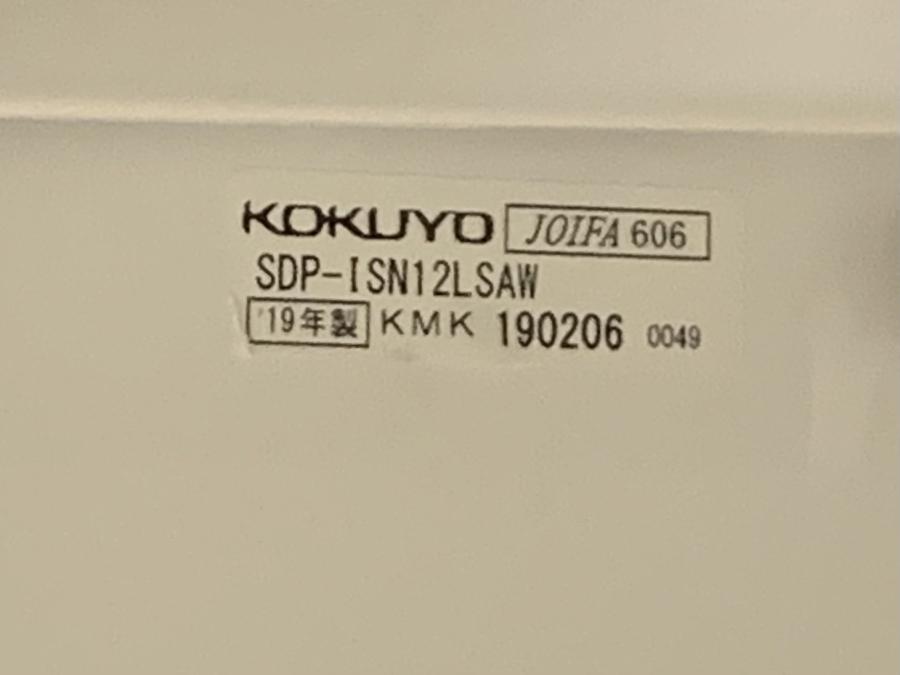 KOKUYO JOIFA 606
SDP-ISN12LSAW
'19年製 KMK 190206 0049